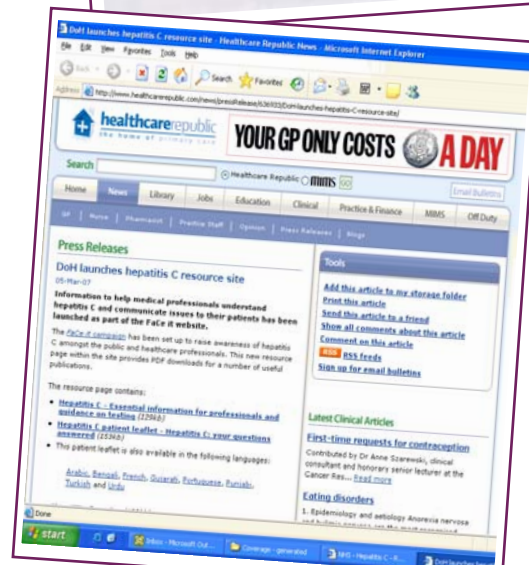 DoH launches hepatitis C resource site - Healthcare Republic News - Microsoft Internet Explorer
File Edit View Favorites Tools Help
Back Search Favorites
Address http://www.healthcarerepublic.com/news/pressRelease/636933/DoH-launches-hepatitis-C-resource-site/
healthcarerepublic
the home of primary care
YOUR GP ONLY COSTS A DAY
Search Healthcare Republic MIMS GO
Email Bulletins
Home News Library Jobs Education Clinical Practice & Finance MIMS Off Duty
GP | Nurse | Pharmacist | Practice Staff | Opinion | Press Releases | Blogs
Press Releases
DoH launches hepatitis C resource site
05-Mar-07
Information to help medical professionals understand
hepatitis C and communicate issues to their patients has been
launched as part of the FaCe it website.
The FaCe it campaign has been set up to raise awareness of hepatitis
C amongst the public and healthcare professionals. This new resource
page within the site provides PDF downloads for a number of useful
publications.
The resource page contains:
• Hepatitis C - Essential information for professionals and
guidance on testing (229kb)
• Hepatitis C patient leaflet - Hepatitis C; your questions
answered (153kb)
• This patient leaflet is also available in the following languages:
Arabic, Bengali, French, Gujarati, Portuguese, Punjabi,
Turkish and Urdu
Tools
Add this article to my storage folder
Print this article
Send this article to a friend
Show all comments about this article
Comment on this article
RSS RSS feeds
Sign up for email bulletins
Latest Clinical Articles
First-time requests for contraception
Contributed by Dr Anne Szarewski, clinical
consultant and honorary senior lecturer at the
Cancer Res... Read more
Eating disorders
1. Epidemiology and aetiology Anorexia nervosa
Done
start Inbox - Microsoft Out... Coverage - generated NHS - Hepatitis C - R... DoH launches hep